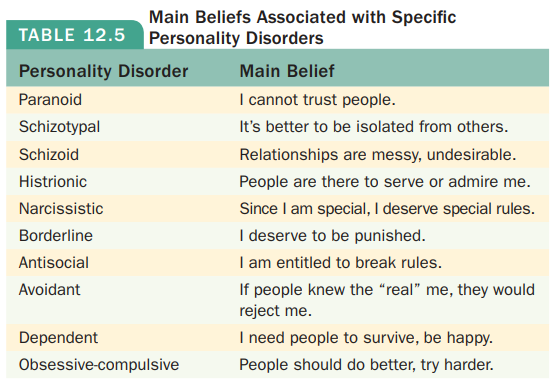 TABLE 12.5
Main Beliefs Associated with Specific
Personality Disorders
Personality Disorder Main Belief
Paranoid I cannot trust people.
Schizotypal It's better to be isolated from others.
Schizoid Relationships are messy, undesirable.
Histrionic People are there to serve or admire me.
Narcissistic Since I am special, I deserve special rules.
Borderline I deserve to be punished.
Antisocial I am entitled to break rules.
Avoidant If people knew the “real” me, they would
reject me.
Dependent I need people to survive, be happy.
Obsessive-compulsive People should do better, try harder.